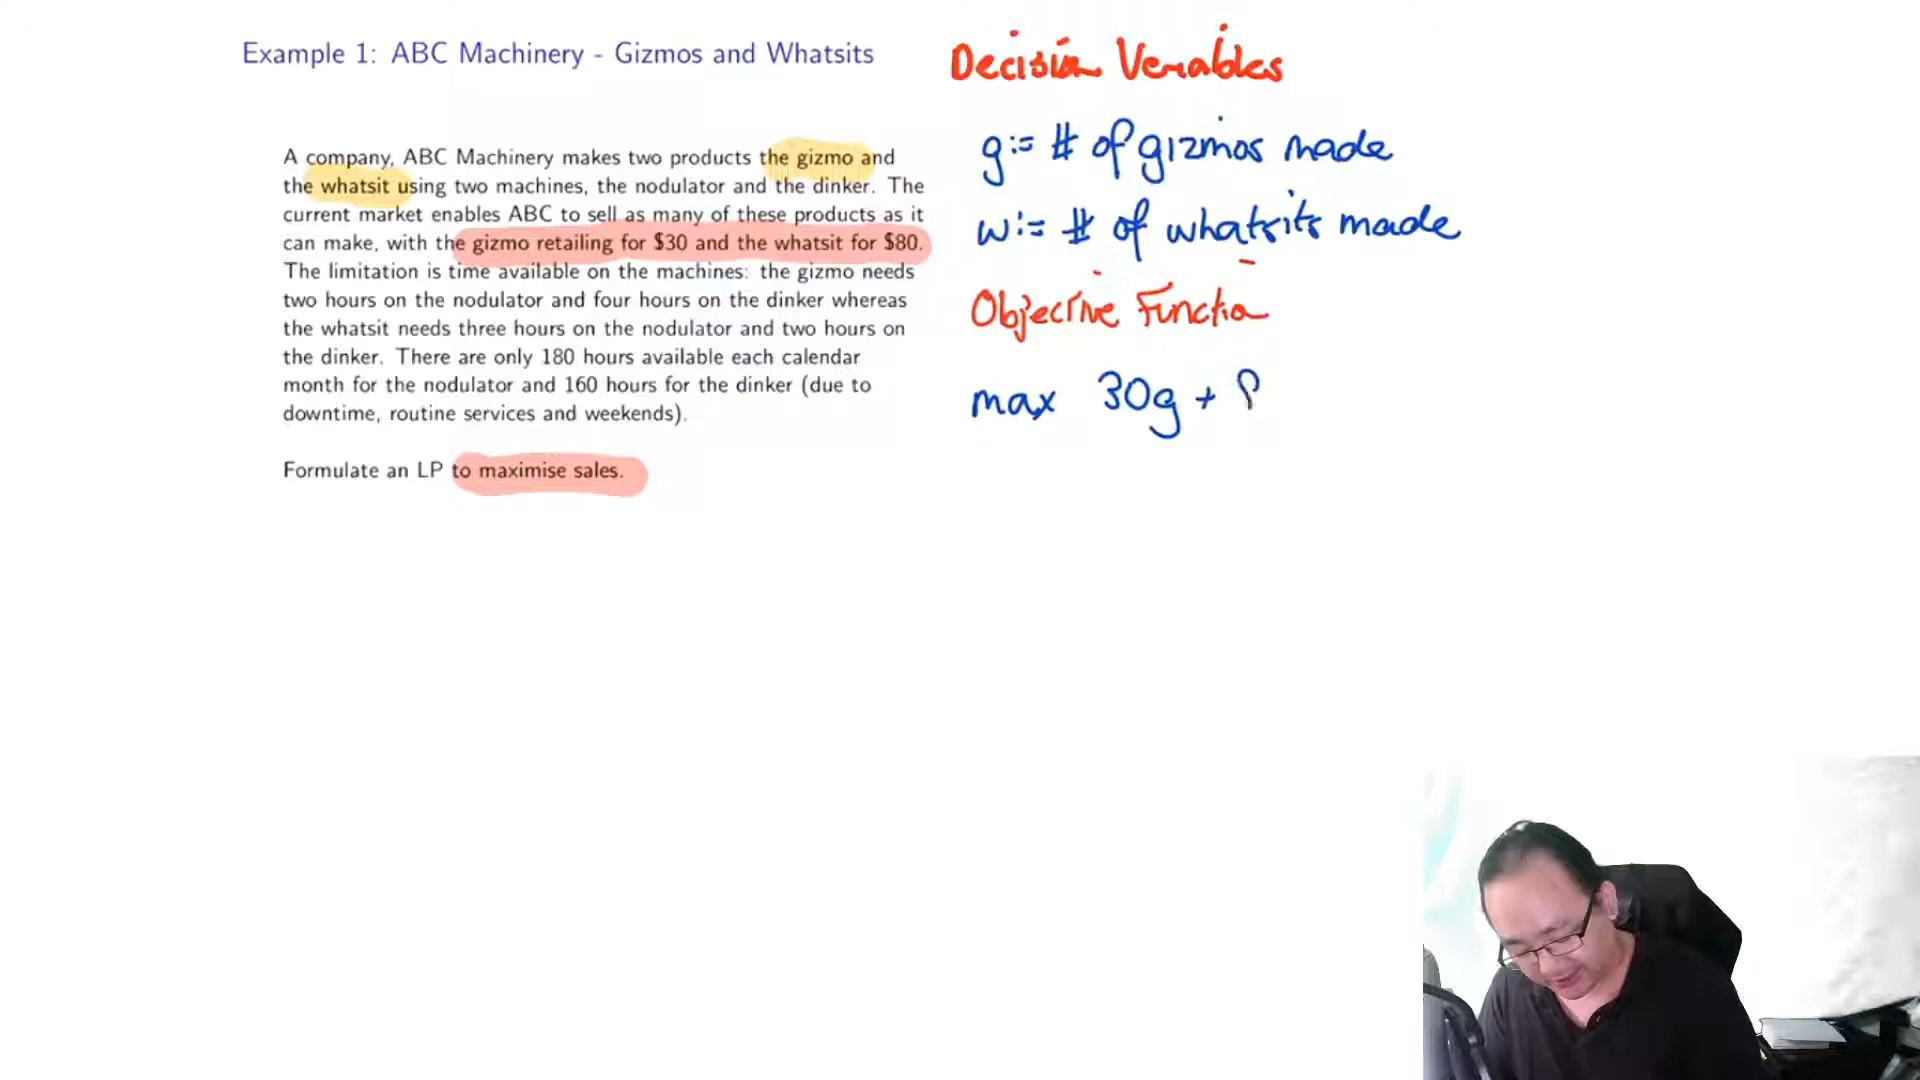 Example 1: ABC Machinery - Gizmos and Whatsits
A company, ABC Machinery makes two products the gizmo and
the whatsit using two machines, the nodulator and the dinker. The
current market enables ABC to sell as many of these products as it
can make, with the gizmo retailing for $30 and the whatsit for $80.
The limitation is time available on the machines: the gizmo needs
two hours on the nodulator and four hours on the dinker whereas
the whatsit needs three hours on the nodulator and two hours on
the dinker. There are only 180 hours available each calendar
month for the nodulator and 160 hours for the dinker (due to
downtime, routine services and weekends).
Formulate an LP to maximise sales.
Decision Variables
g:= # of gizmos made
w:= # of whatsits made
Objective Function
max 30g +